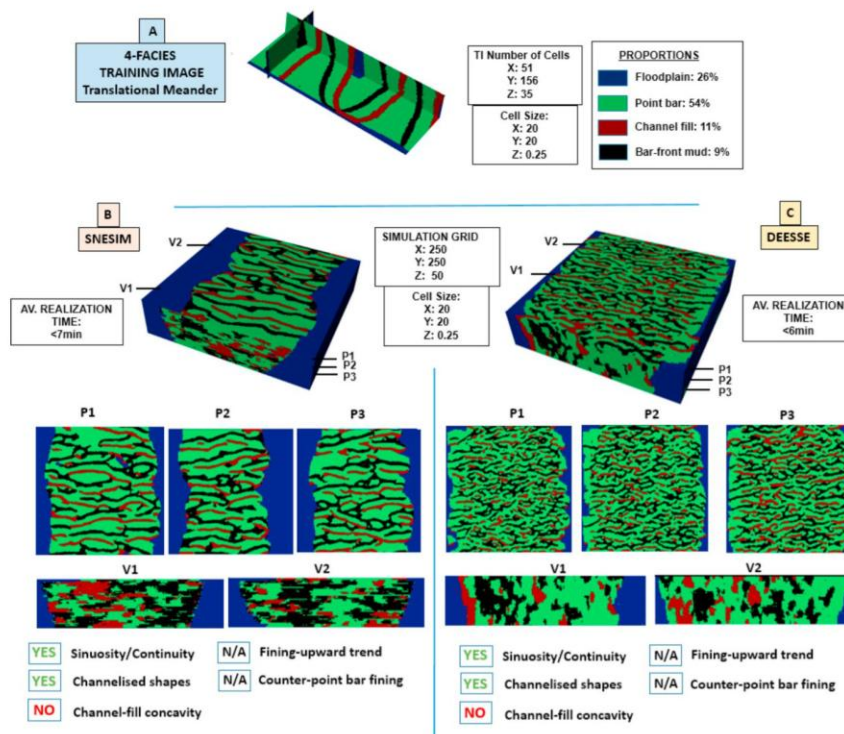 A
4-FACIES
TRAINING IMAGE
Translational Meander
TI Number of Cells
X: 51
Y: 156
Z: 35
Cell Size:
X: 20
Y: 20
Z: 0.25
PROPORTIONS
Floodplain: 26%
Point bar: 54%
Channel fill: 11%
Bar-front mud: 9%
B
SNESIM
V2
V1
AV. REALIZATION
TIME:
<7min
P1
P2
P3
SIMULATION GRID
X: 250
Y: 250
Z: 50
Cell Size:
X: 20
Y: 20
Z: 0.25
C
DEESSE
V2
V1
AV. REALIZATION
TIME:
<6min
P1
P2
P3
P1 P2 P3
V1 V2
YES Sinuosity/Continuity N/A Fining-upward trend
YES Channelised shapes N/A Counter-point bar fining
NO Channel-fill concavity
P1 P2 P3
V1 V2
YES Sinuosity/Continuity N/A Fining-upward trend
YES Channelised shapes N/A Counter-point bar fining
NO Channel-fill concavity